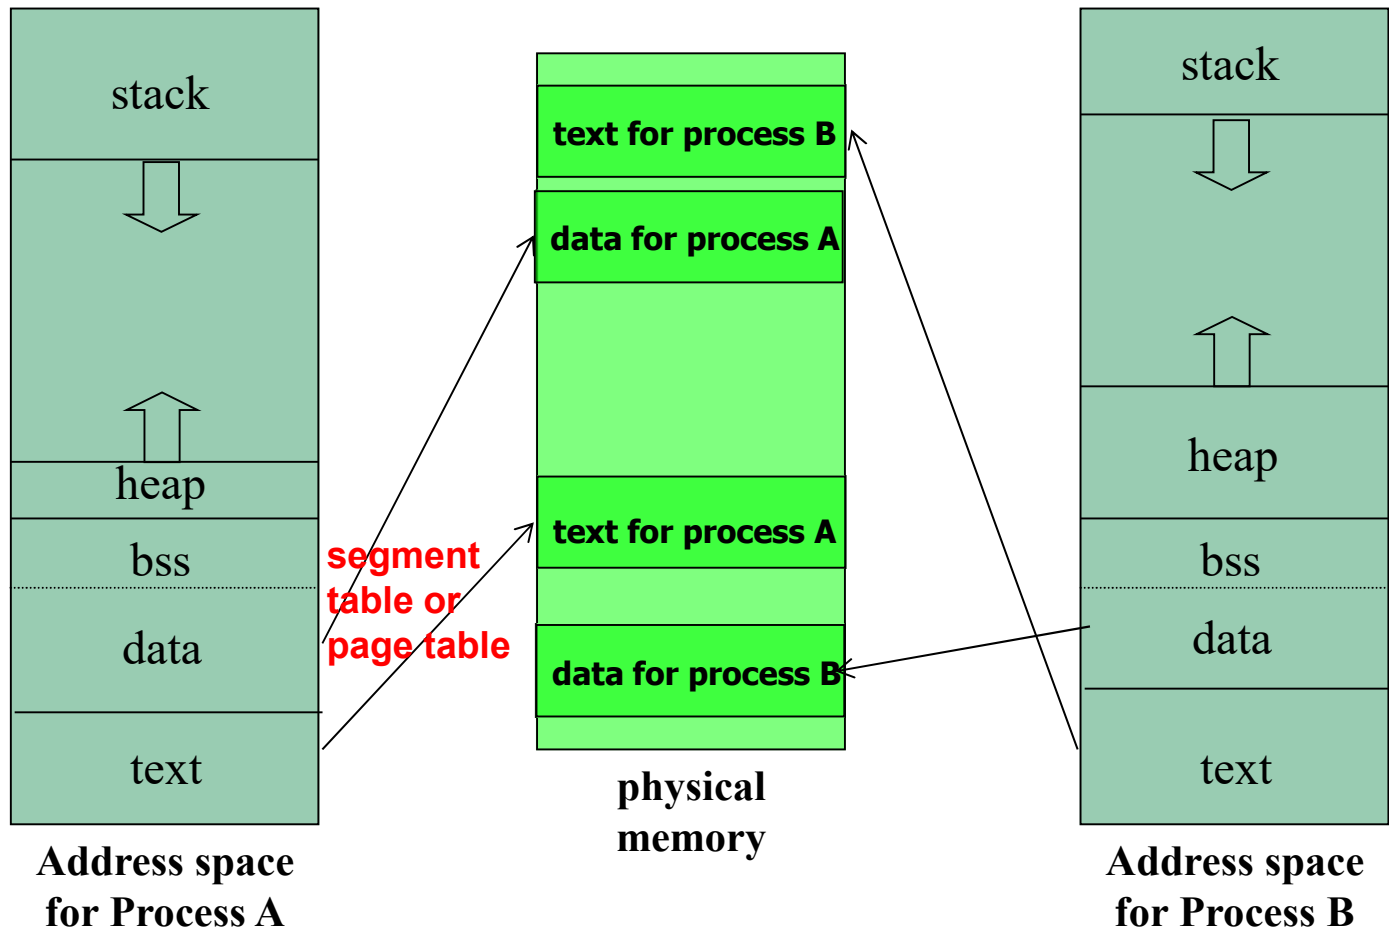 stack
heap
bss
data
text
Address space
for Process A
segment
table or
page table
text for process B
data for process A
text for process A
data for process B
physical
memory
stack
heap
bss
data
text
Address space
for Process B